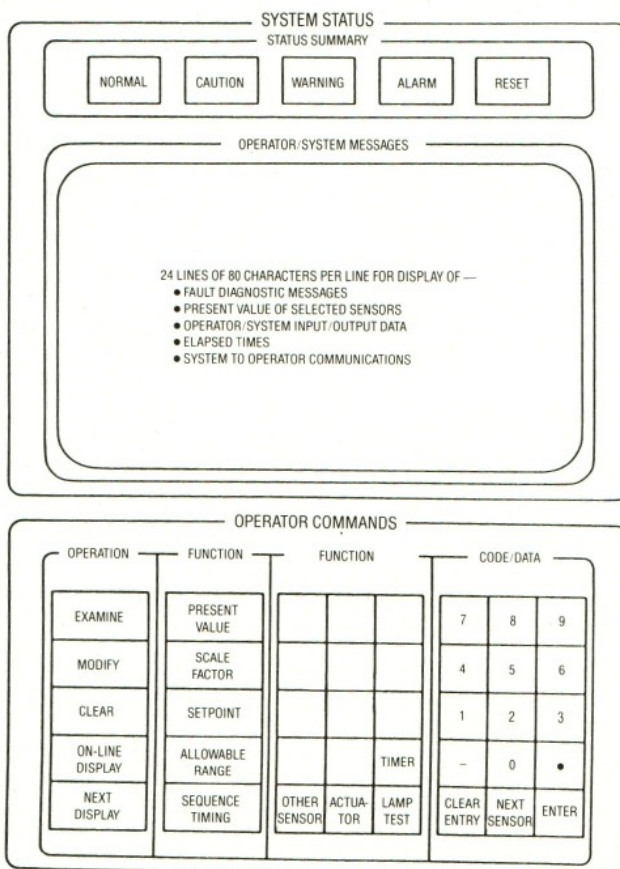 SYSTEM STATUS
STATUS SUMMARY
NORMAL CAUTION WARNING ALARM RESET
OPERATOR/SYSTEM MESSAGES
24 LINES OF 80 CHARACTERS PER LINE FOR DISPLAY OF —
● FAULT DIAGNOSTIC MESSAGES
● PRESENT VALUE OF SELECTED SENSORS
● OPERATOR/SYSTEM INPUT/OUTPUT DATA
● ELAPSED TIMES
● SYSTEM TO OPERATOR COMMUNICATIONS
OPERATOR COMMANDS
OPERATION FUNCTION FUNCTION CODE/DATA
EXAMINE
MODIFY
CLEAR
ON-LINE
DISPLAY
NEXT
DISPLAY
PRESENT
VALUE
SCALE
FACTOR
SETPOINT
ALLOWABLE
RANGE
SEQUENCE
TIMING
TIMER
OTHER
SENSOR
ACTUA-
TOR
LAMP
TEST
7 8 9
4 5 6
1 2 3
– 0 •
CLEAR
ENTRY
NEXT
SENSOR
ENTER